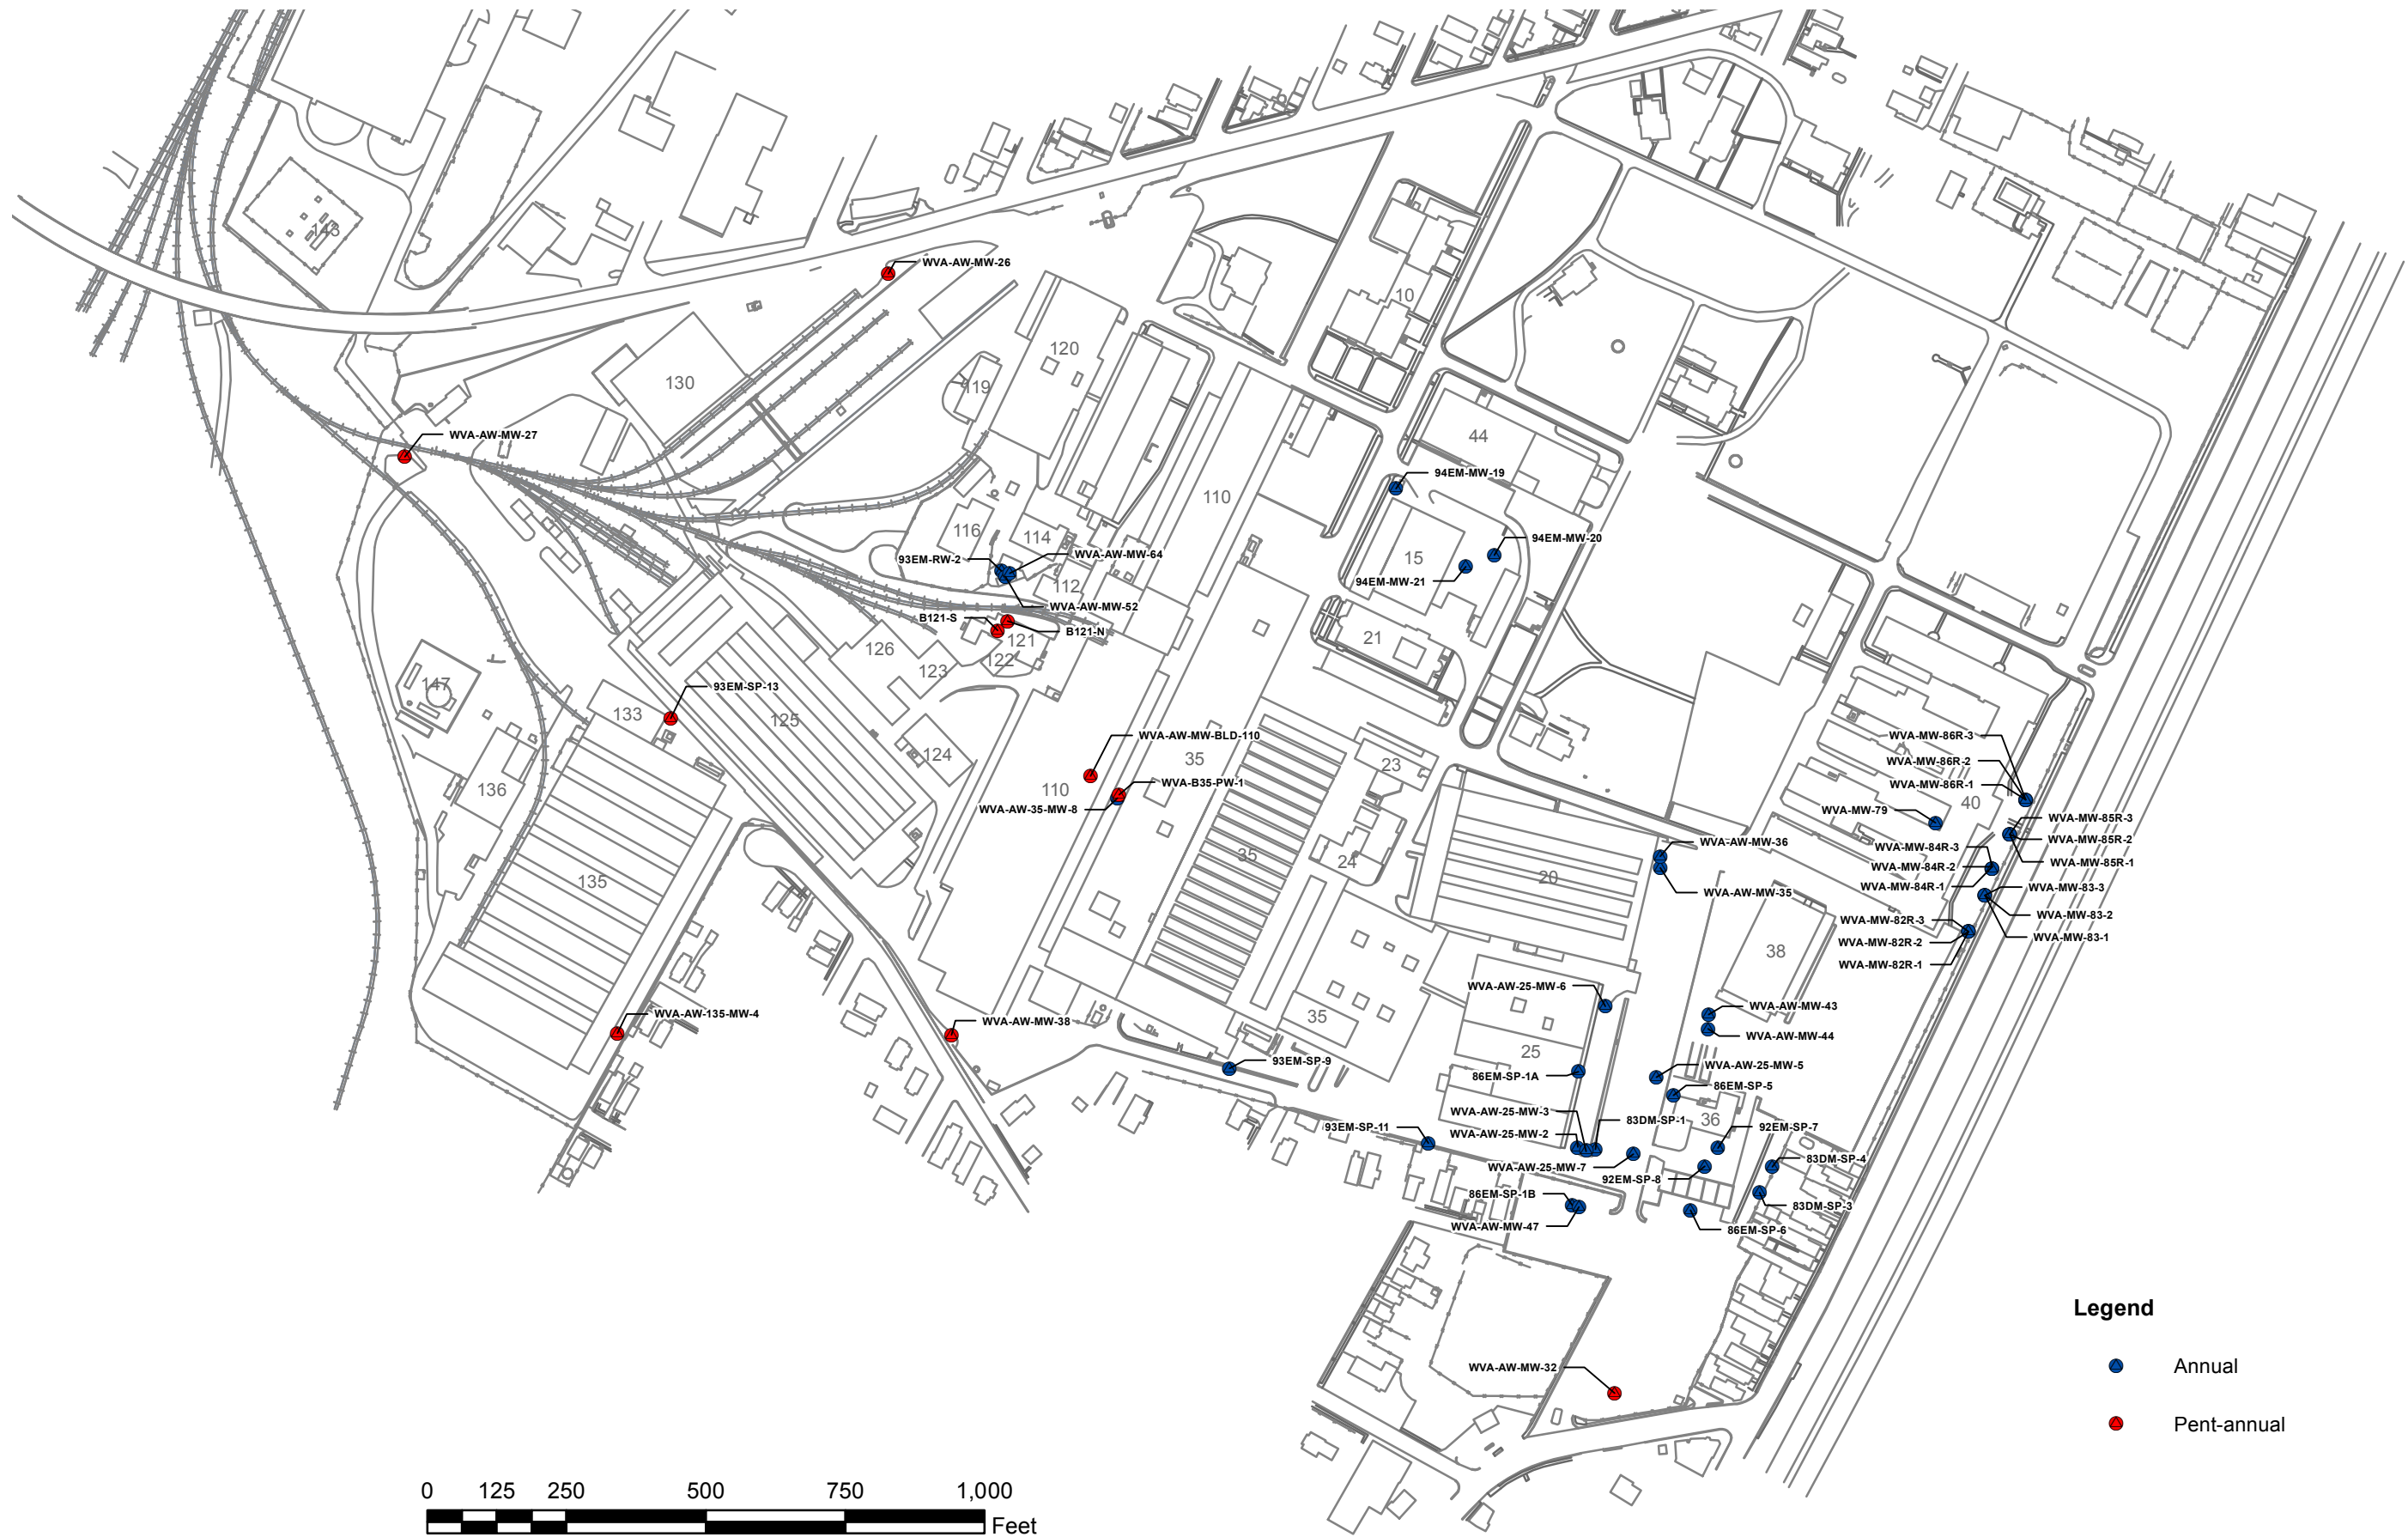 143
WVA-AW-MW-26
10
120
130
119
WVA-AW-MW-27
44
94EM-MW-19
110
116
114
15
94EM-MW-20
93EM-RW-2
WVA-AW-MW-64
94EM-MW-21
112
WVA-AW-MW-52
B121-S
B121-N
121
21
126
122
123
147
93EM-SP-13
133
125
WVA-AW-MW-BLD-110
WVA-MW-86R-3
124
35
WVA-MW-86R-2
23
WVA-B35-PW-1
WVA-MW-86R-1
136
110
40
WVA-AW-35-MW-8
WVA-MW-79
WVA-MW-85R-3
WVA-AW-MW-36
WVA-MW-85R-2
WVA-MW-84R-3
35
24
WVA-MW-85R-1
WVA-MW-84R-2
135
20
WVA-MW-84R-1
WVA-MW-83-3
WVA-AW-MW-35
WVA-MW-83-2
WVA-MW-82R-3
WVA-MW-83-1
WVA-MW-82R-2
38
WVA-MW-82R-1
WVA-AW-25-MW-6
WVA-AW-MW-43
WVA-AW-135-MW-4
35
WVA-AW-MW-38
WVA-AW-MW-44
25
93EM-SP-9
WVA-AW-25-MW-5
86EM-SP-1A
86EM-SP-5
WVA-AW-25-MW-3
83DM-SP-1
36
93EM-SP-11
92EM-SP-7
WVA-AW-25-MW-2
83DM-SP-4
WVA-AW-25-MW-7
92EM-SP-8
86EM-SP-1B
83DM-SP-3
WVA-AW-MW-47
86EM-SP-6
Legend
WVA-AW-MW-32
Annual
Pent-annual
0 125 250 500 750 1,000
Feet